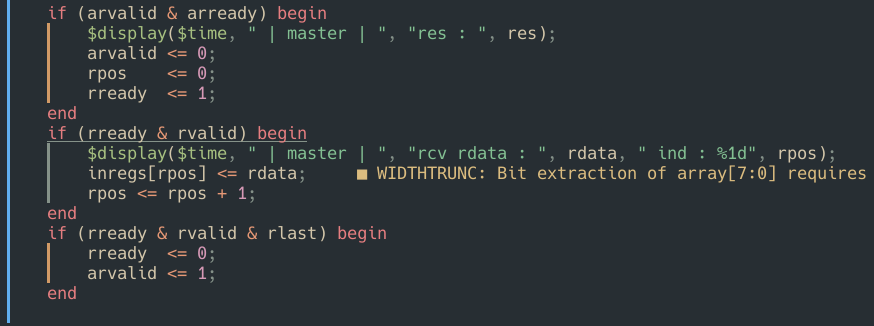 if (arvalid & arready) begin
$display($time, " | master | ", "res : ", res);
arvalid <= 0;
rpos <= 0;
rready <= 1;
end
if (rready & rvalid) begin
$display($time, " | master | ", "rcv rdata : ", rdata, " ind : %1d", rpos);
inregs[rpos] <= rdata; ■ WIDTHTRUNC: Bit extraction of array[7:0] requires
rpos <= rpos + 1;
end
if (rready & rvalid & rlast) begin
rready <= 0;
arvalid <= 1;
end